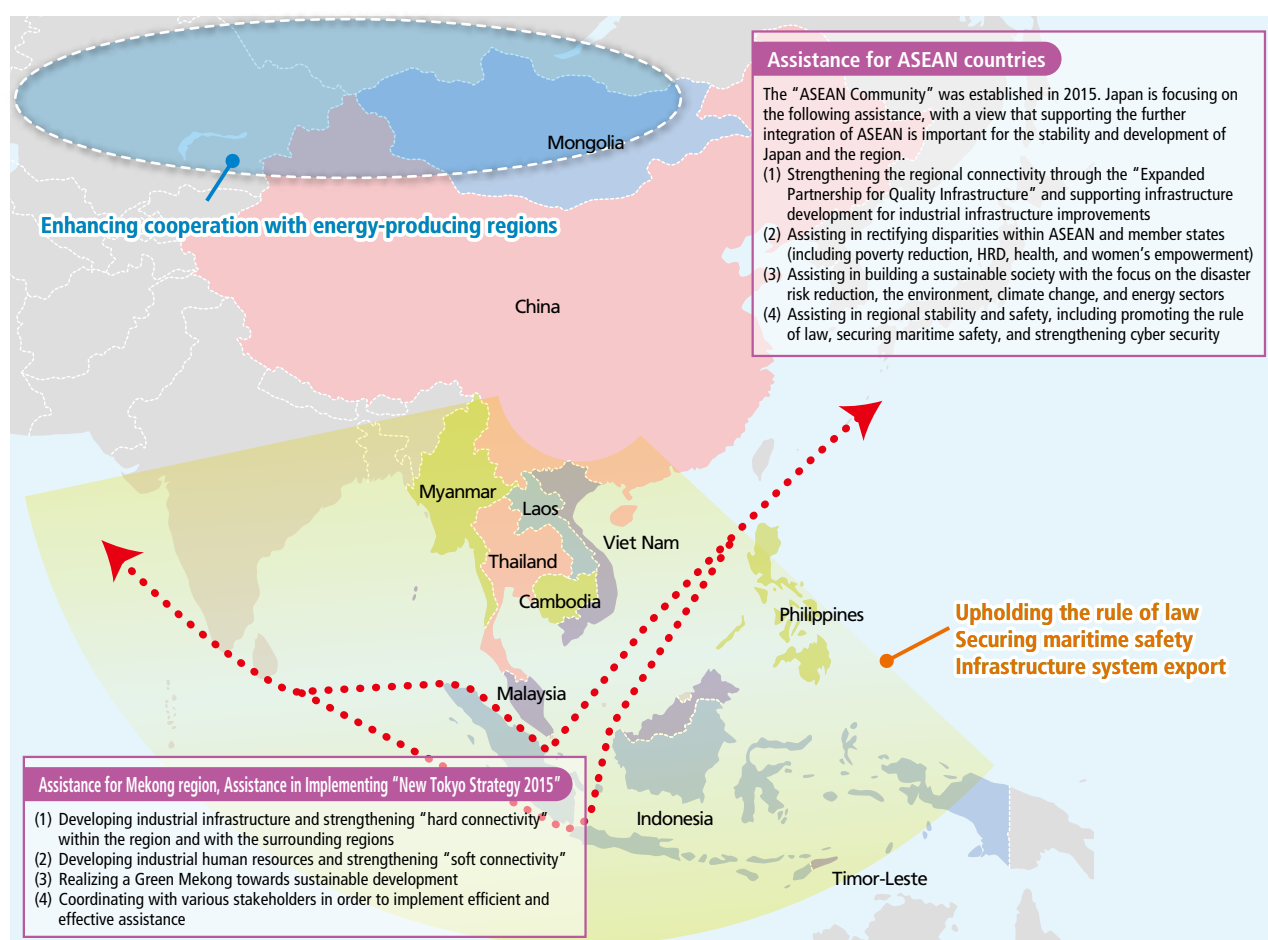 Assistance for ASEAN countries
The “ASEAN Community” was established in 2015. Japan is focusing on
the following assistance, with a view that supporting the further
integration of ASEAN is important for the stability and development of
Japan and the region.
(1) Strengthening the regional connectivity through the “Expanded
Partnership for Quality Infrastructure” and supporting infrastructure
development for industrial infrastructure improvements
(2) Assisting in rectifying disparities within ASEAN and member states
(including poverty reduction, HRD, health, and women’s empowerment)
(3) Assisting in building a sustainable society with the focus on the disaster
risk reduction, the environment, climate change, and energy sectors
(4) Assisting in regional stability and safety, including promoting the rule
of law, securing maritime safety, and strengthening cyber security
Mongolia
Enhancing cooperation with energy-producing regions
China
Myanmar
Laos
Viet Nam
Thailand
Cambodia
Philippines
Upholding the rule of law
Securing maritime safety
Infrastructure system export
Malaysia
Indonesia
Timor-Leste
Assistance for Mekong region, Assistance in Implementing “New Tokyo Strategy 2015”
(1) Developing industrial infrastructure and strengthening “hard connectivity“
within the region and with the surrounding regions
(2) Developing industrial human resources and strengthening “soft connectivity”
(3) Realizing a Green Mekong towards sustainable development
(4) Coordinating with various stakeholders in order to implement efficient and
effective assistance